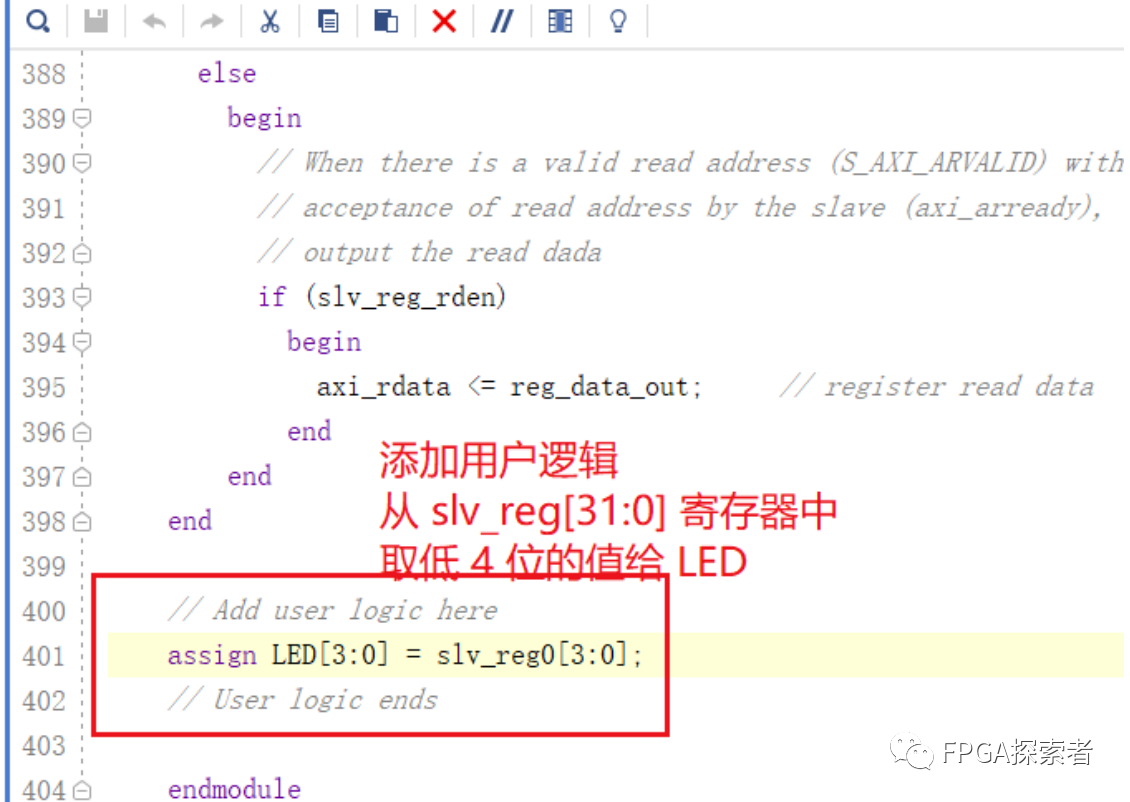 388 else
389 begin
390 // When there is a valid read address (S_AXI_ARVALID) with
391 // acceptance of read address by the slave (axi_arready),
392 // output the read dada
393 if (slv_reg_rden)
394 begin
395 axi_rdata <= reg_data_out; // register read data
396 end
397 end
398 end
添加用户逻辑
从 slv_reg[31:0] 寄存器中
取低 4 位的值给 LED
399
400 // Add user logic here
401 assign LED[3:0] = slv_reg0[3:0];
402 // User logic ends
403
404 endmodule
FPGA探索者